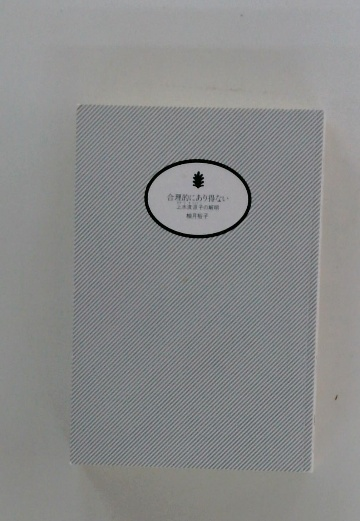 合理的にあり得ない
上水流涼子の解明
柚月裕子